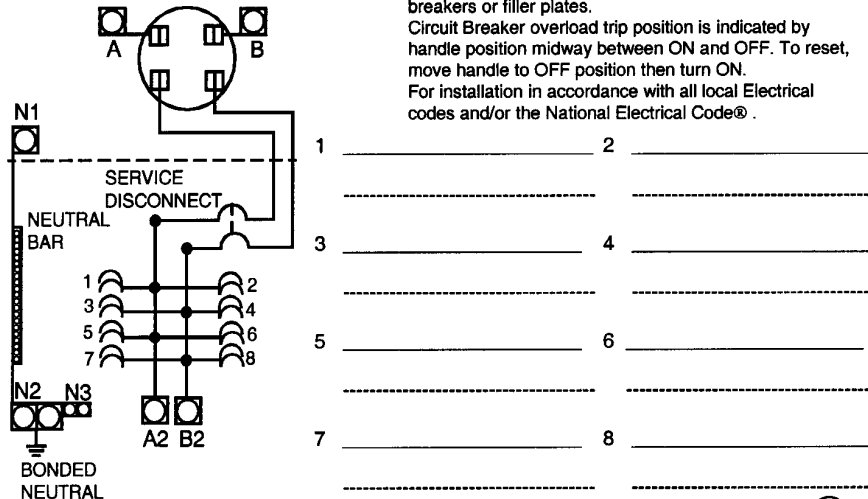 breakers or filler plates.
Circuit Breaker overload trip position is indicated by
handle position midway between ON and OFF. To reset,
move handle to OFF position then turn ON.
For installation in accordance with all local Electrical
codes and/or the National Electrical Code® .
A
B
N1
SERVICE
DISCONNECT
NEUTRAL
BAR
1 2
3 4
5 6
7 8
N2 N3
A2 B2
BONDED
NEUTRAL
1 2
3 4
5 6
7 8